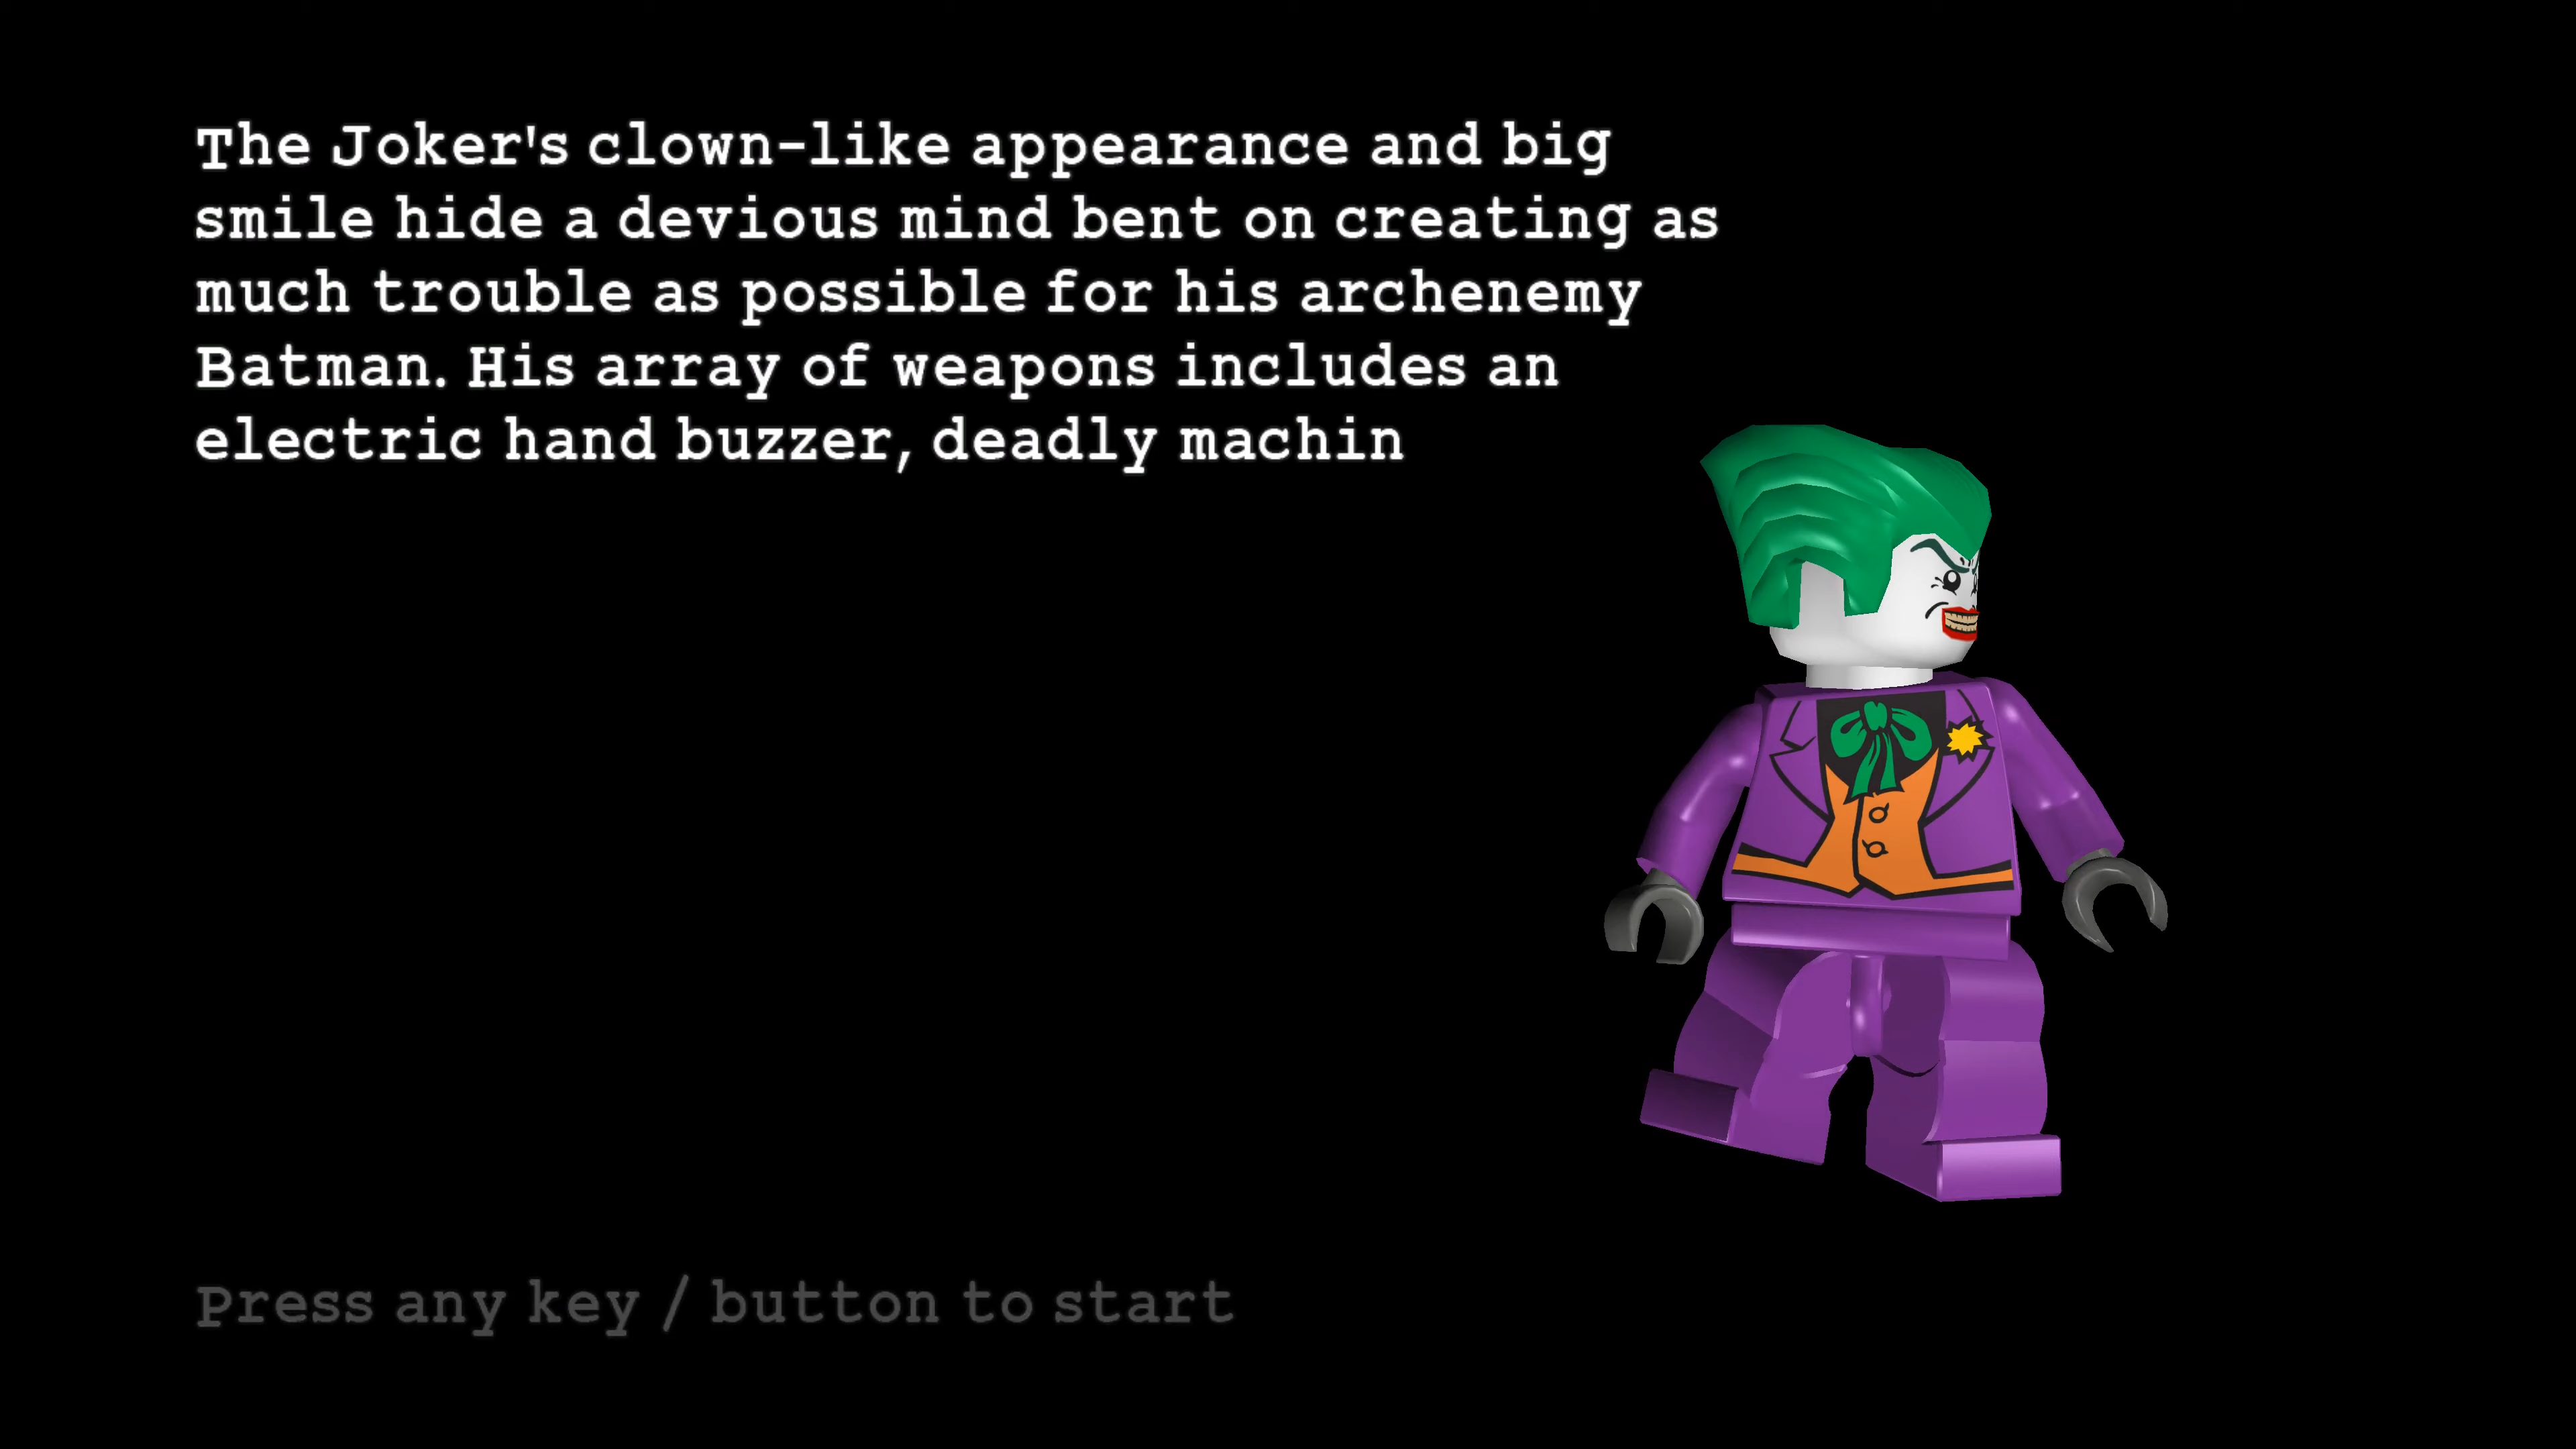 The Joker's clown-like appearance and big
smile hide a devious mind bent on creating as
much trouble as possible for his archenemy
Batman. His array of weapons includes an
electric hand buzzer, deadly machin
Press any key / button to start